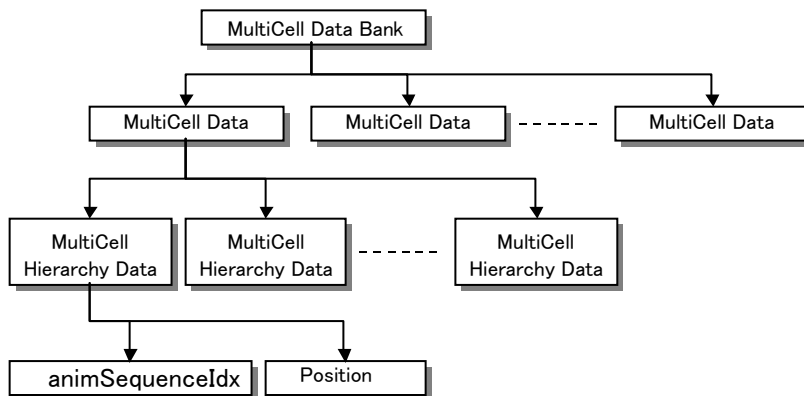 MultiCell Data Bank
MultiCell Data
MultiCell Data
MultiCell Data
MultiCell
Hierarchy Data
MultiCell
Hierarchy Data
MultiCell
Hierarchy Data
animSequenceIdx
Position